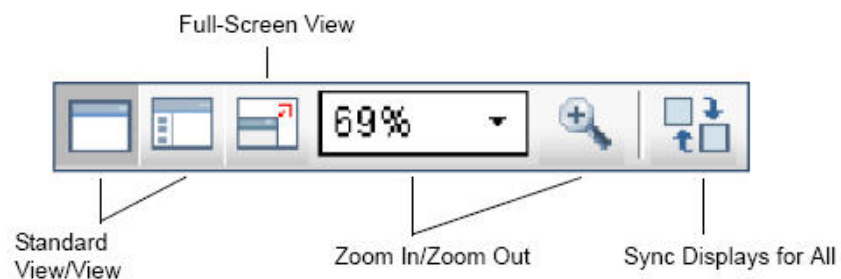 Full-Screen View
69%
Standard
View/View
Zoom In/Zoom Out
Sync Displays for All